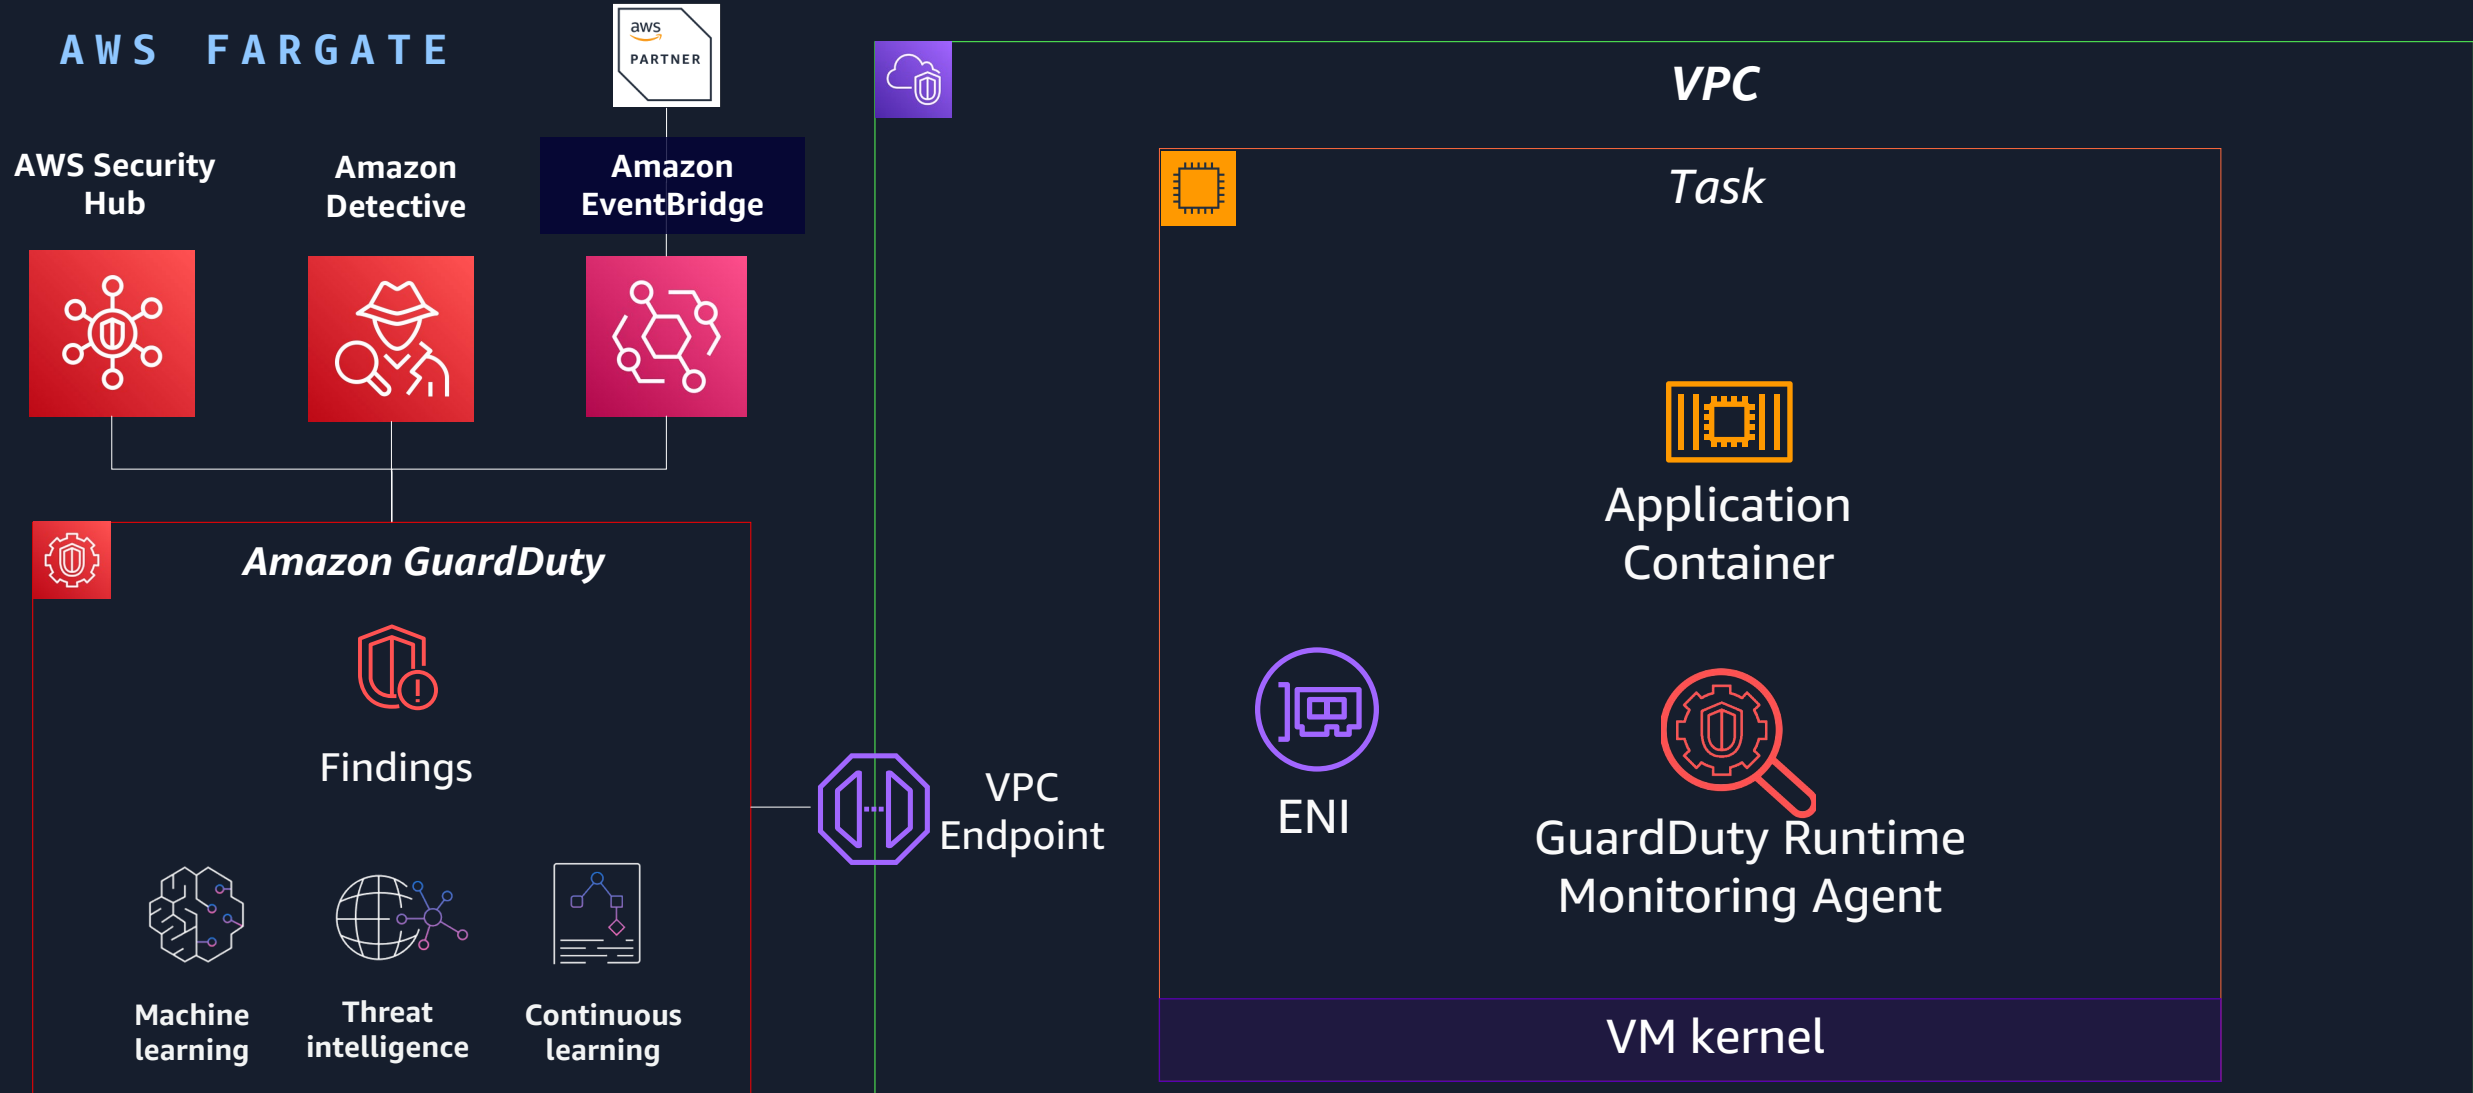 AWS FARGATE
aws
PARTNER
AWS Security
Hub
Amazon
Detective
Amazon
EventBridge
Amazon GuardDuty
Findings
Machine
learning
Threat
intelligence
Continuous
learning
VPC
Endpoint
VPC
Task
Application
Container
ENI
GuardDuty Runtime
Monitoring Agent
VM kernel